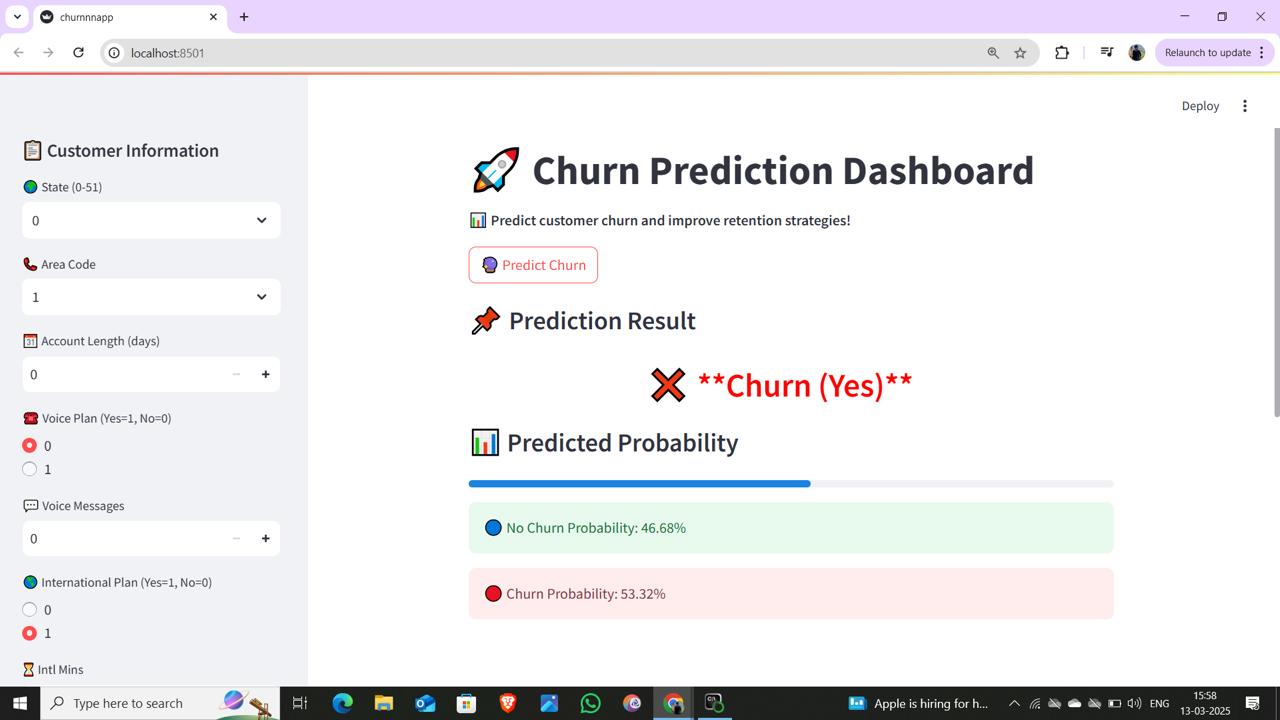 churnnnapp
localhost:8501
Relaunch to update
Deploy
Customer Information
State (0-51)
0
Area Code
1
Account Length (days)
0
Voice Plan (Yes=1, No=0)
0
1
Voice Messages
0
International Plan (Yes=1, No=0)
0
1
Intl Mins
Churn Prediction Dashboard
Predict customer churn and improve retention strategies!
Predict Churn
Prediction Result
**Churn (Yes)**
Predicted Probability
No Churn Probability: 46.68%
Churn Probability: 53.32%
Type here to search
Apple is hiring for h...
ENG
15:58
13-03-2025